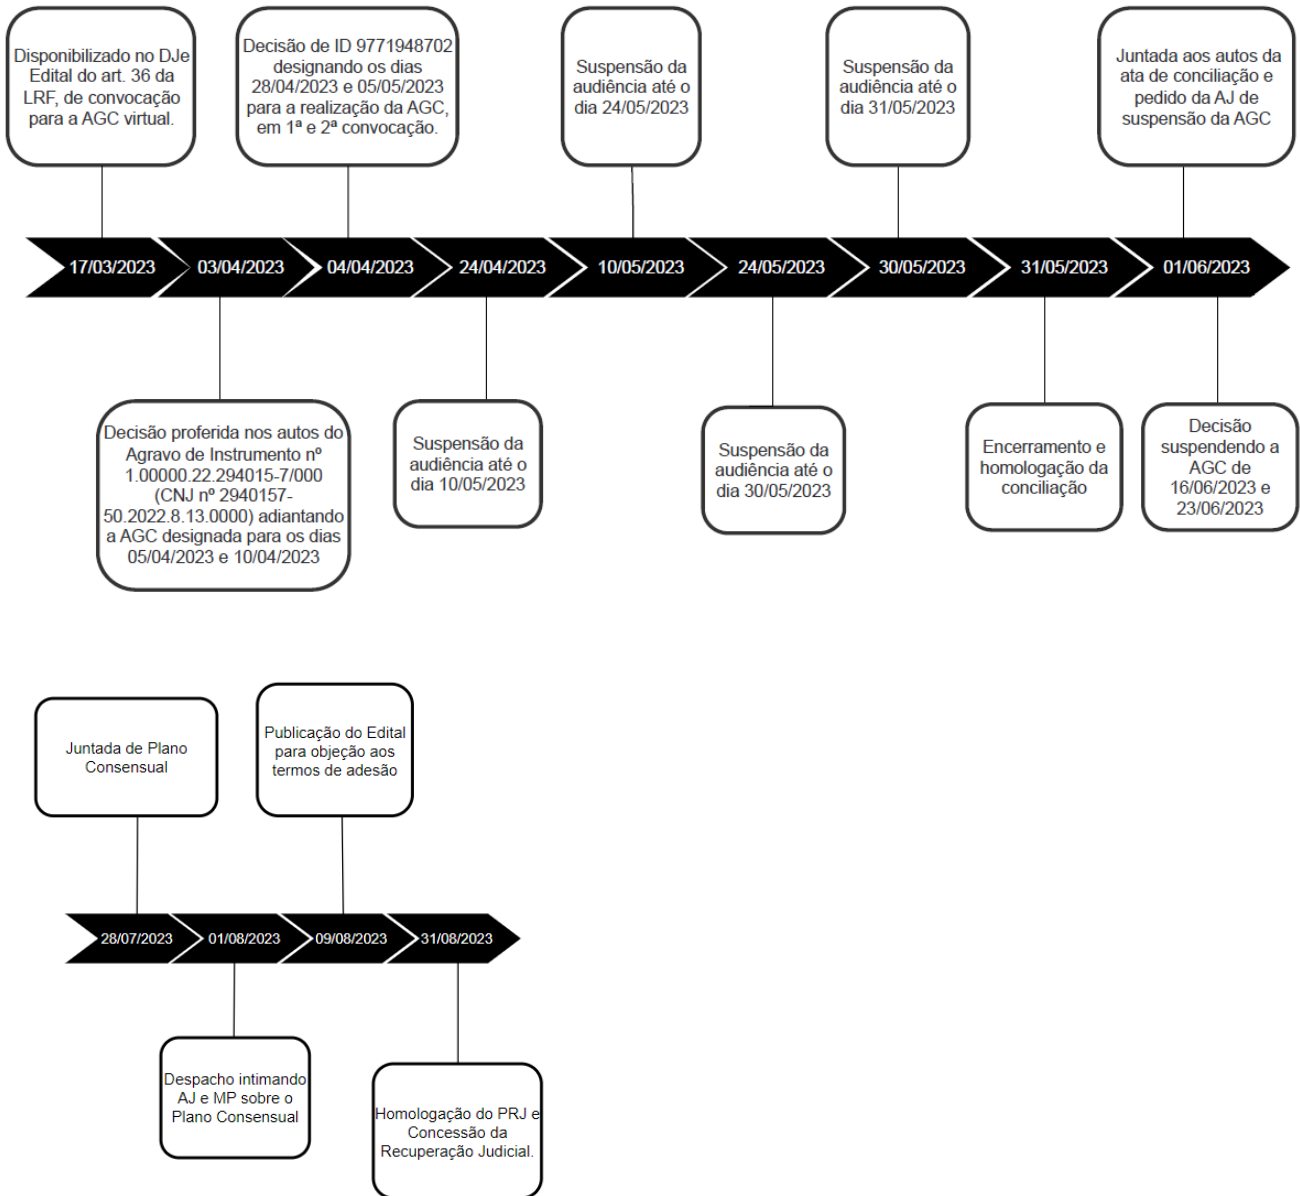 Disponibilizado no DJe
Edital do art. 36 da
LRF, de convocação
para a AGC virtual.
Decisão de ID 9771948702
designando os dias
28/04/2023 e 05/05/2023
para a realização da AGC,
em 1ª e 2ª convocação.
Suspensão da
audiência até o
dia 24/05/2023
Suspensão da
audiência até o
dia 31/05/2023
Juntada aos autos da
ata de conciliação e
pedido da AJ de
suspensão da AGC
17/03/2023
03/04/2023
04/04/2023
24/04/2023
10/05/2023
24/05/2023
30/05/2023
31/05/2023
01/06/2023
Decisão proferida nos autos do
Agravo de Instrumento nº
1.00000.22.294015-7/000
(CNJ nº 2940157-
50.2022.8.13.0000) adiantando
a AGC designada para os dias
05/04/2023 e 10/04/2023
Suspensão da
audiência até o
dia 10/05/2023
Suspensão da
audiência até o
dia 30/05/2023
Encerramento e
homologação da
conciliação
Decisão
suspendendo a
AGC de
16/06/2023 e
23/06/2023
Juntada de Plano
Consensual
Publicação do Edital
para objeção aos
termos de adesão
28/07/2023
01/08/2023
09/08/2023
31/08/2023
Despacho intimando
AJ e MP sobre o
Plano Consensual
Homologação do PRJ e
Concessão da
Recuperação Judicial.